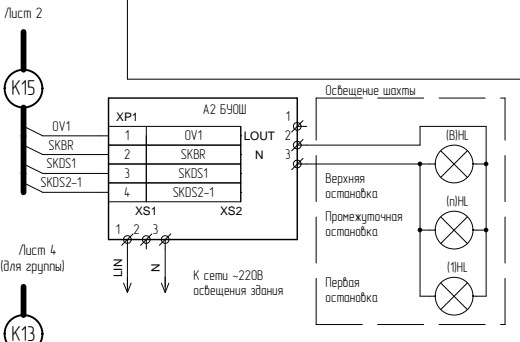 Лист 2
К15
0V1
SKBR
SKDS1
SKDS2-1
XP1
А2 БУОШ
1 0V1
2 SKBR
3 SKDS1
4 SKDS2-1
LOUT
N
1
2
3
XS1 XS2
1 2 3
LIN
N
К сети ~220В
освещения здания
Освещение шахты
(В)HL
Верхняя
остановка
(п)HL
Промежуточная
остановка
(1)HL
Первая
остановка
Лист 4
(для группы)
К13